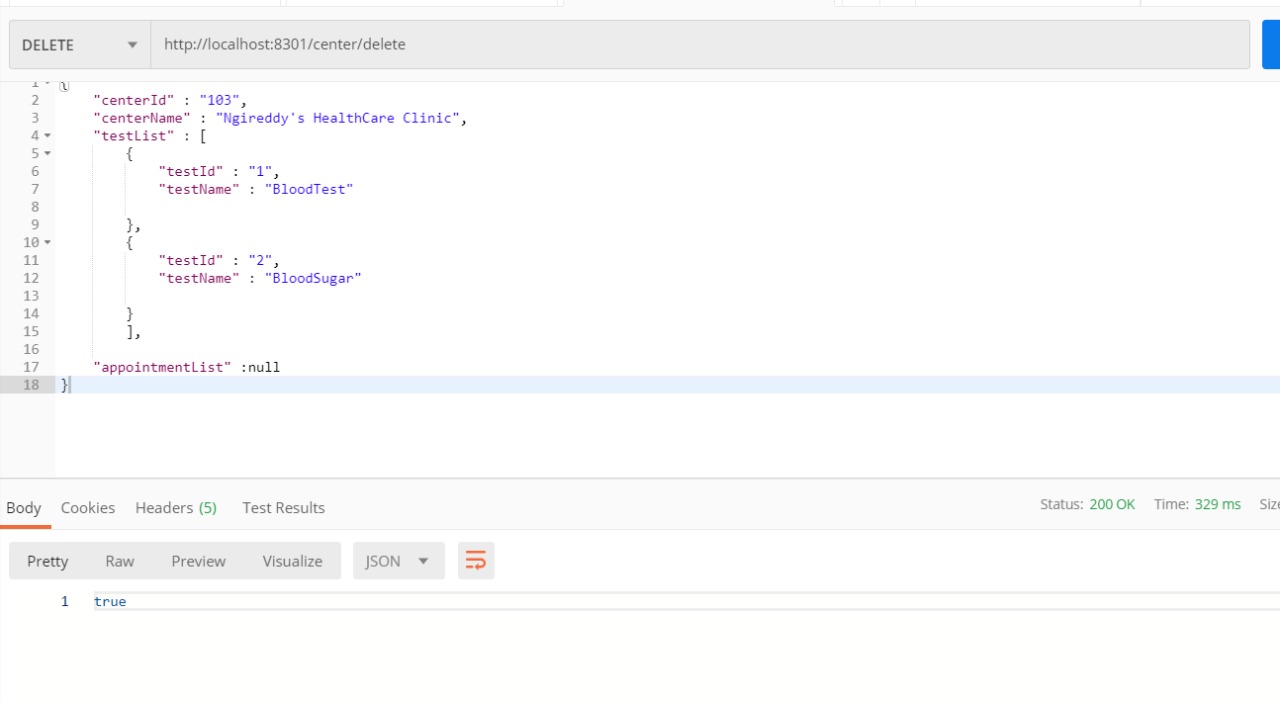 DELETE http://localhost:8301/center/delete
1 {
2 "centerId" : "103",
3 "centerName" : "Ngireddy's HealthCare Clinic",
4 "testList" : [
5 {
6 "testId" : "1",
7 "testName" : "BloodTest"
8
9 },
10 {
11 "testId" : "2",
12 "testName" : "BloodSugar"
13
14 }
15 ],
16
17 "appointmentList" :null
18 }
Body Cookies Headers (5) Test Results Status: 200 OK Time: 329 ms
Pretty Raw Preview Visualize JSON
1 true